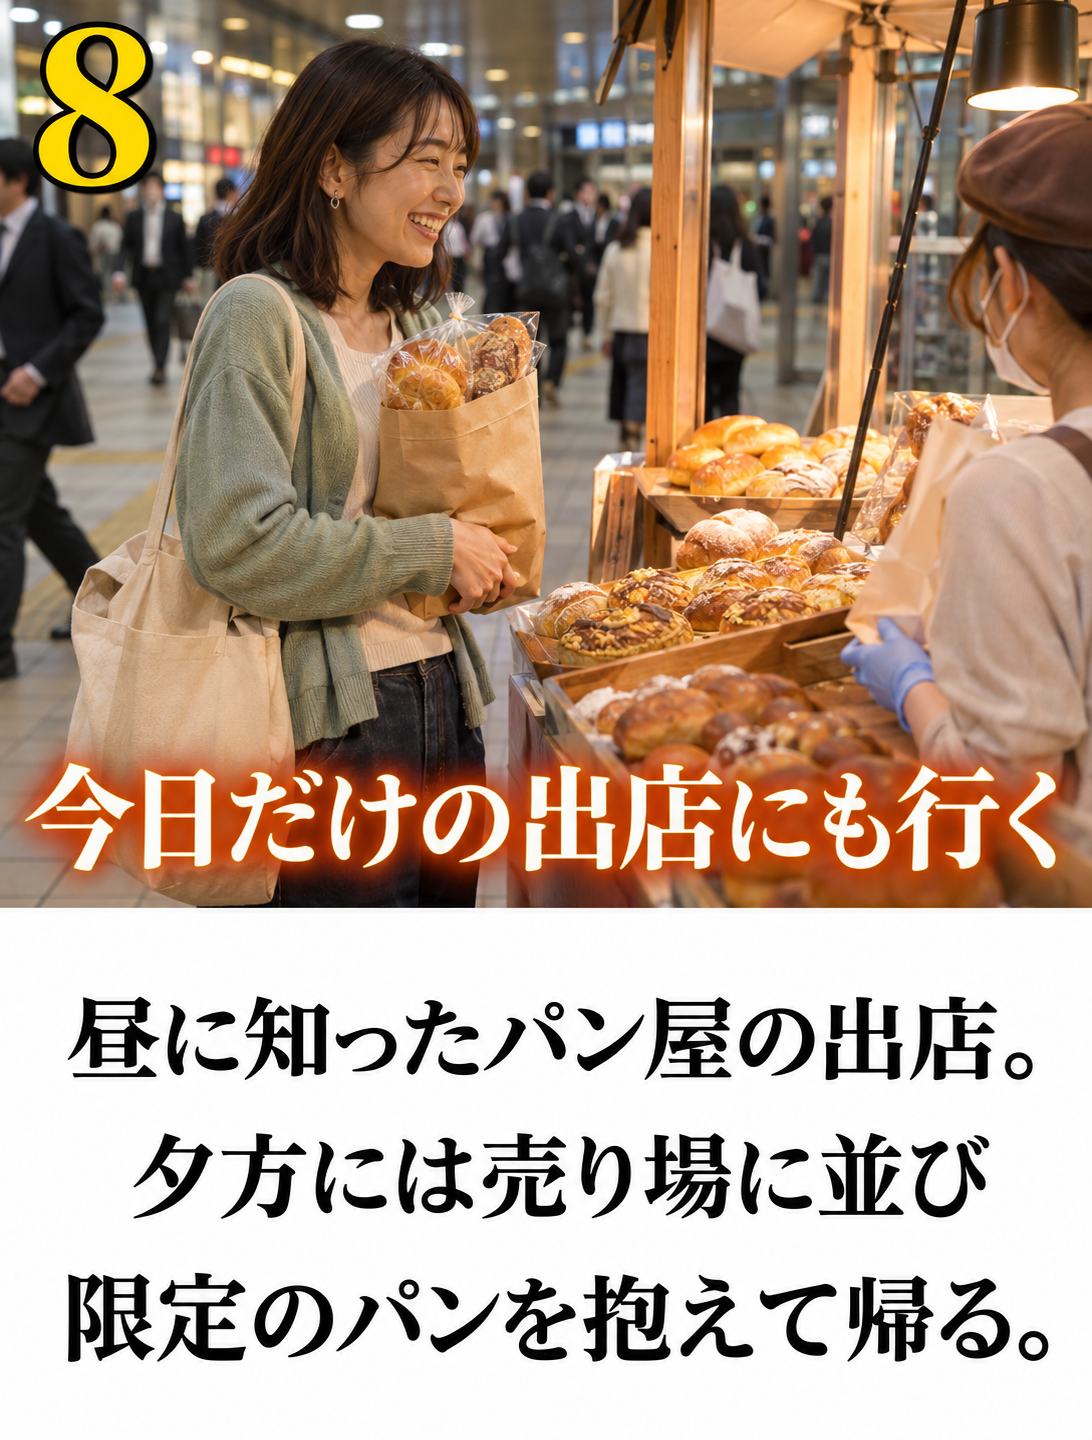 8
今日だけの出店にも行く
昼に知ったパン屋の出店。
夕方には売り場に並び
限定のパンを抱えて帰る。